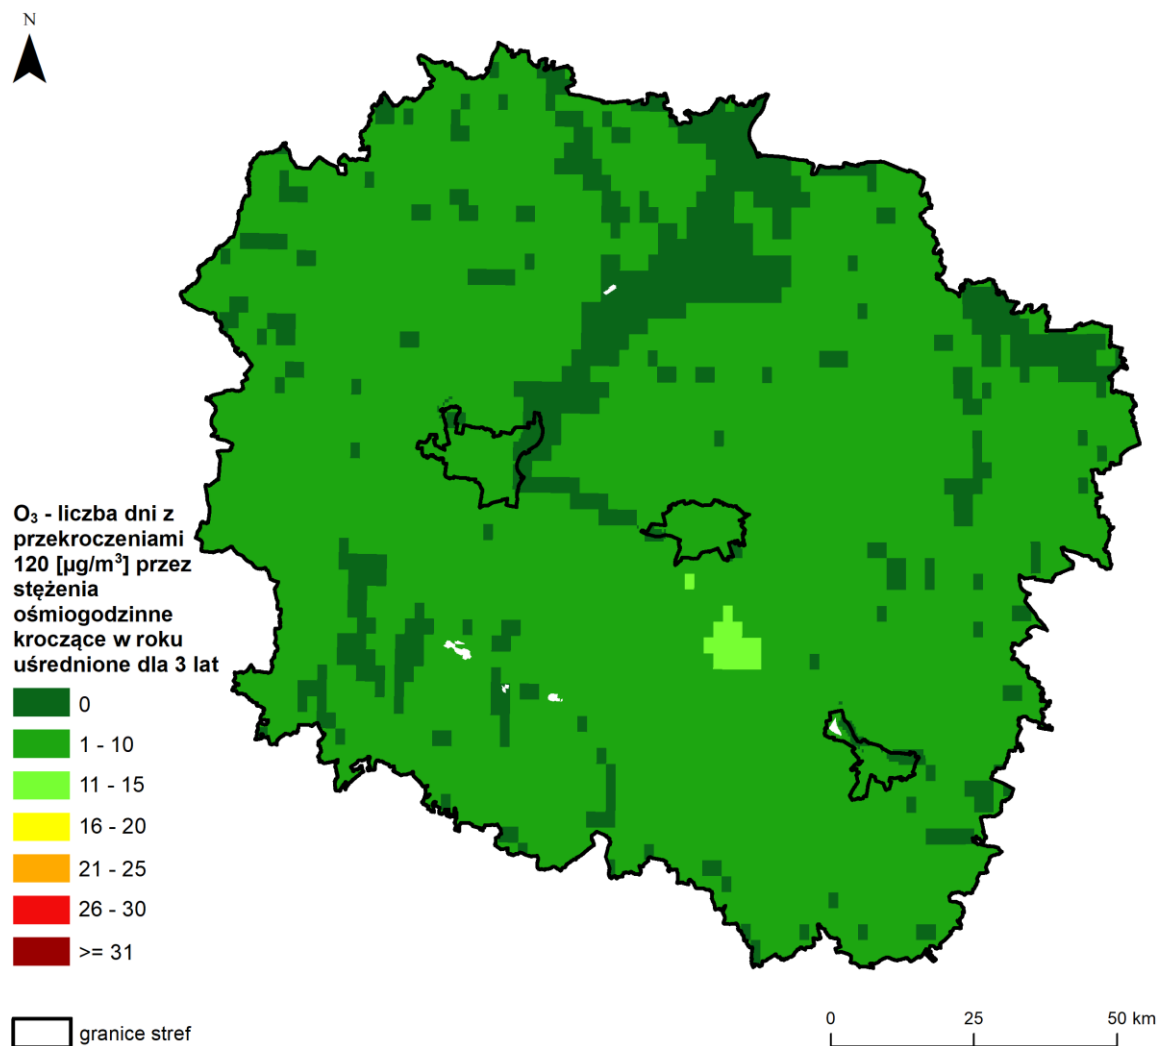 N
O₃ - liczba dni z
przekroczeniami
120 [µg/m³] przez
stężenia
ośmiogodzinne
kroczące w roku
uśrednione dla 3 lat
0
1 - 10
11 - 15
16 - 20
21 - 25
26 - 30
>= 31
granice stref
0 25 50 km